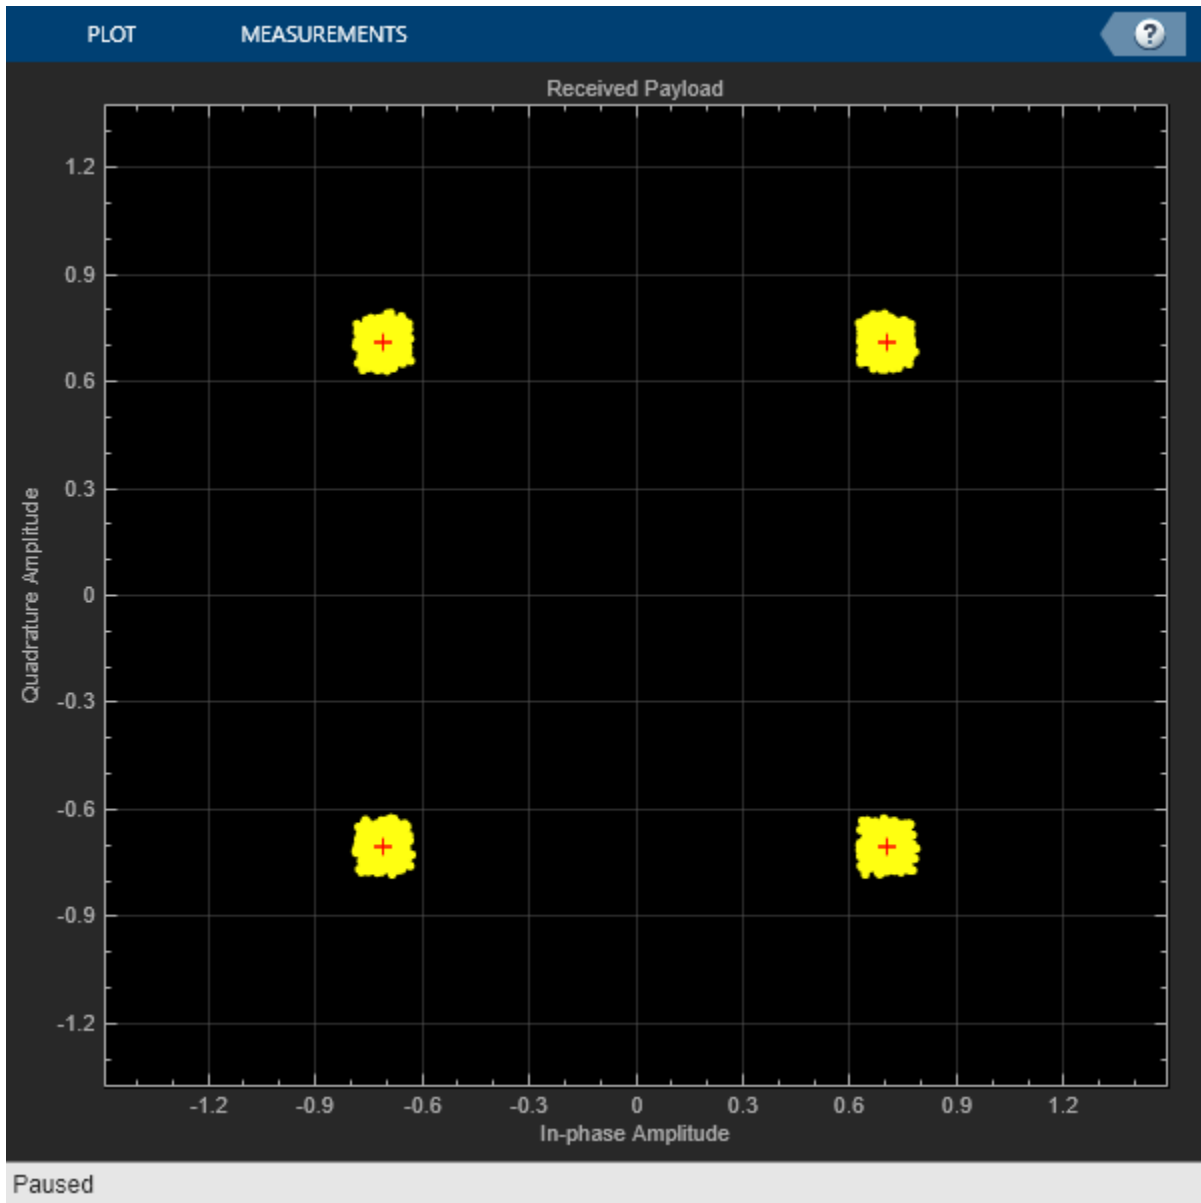 PLOT MEASUREMENTS ?
Received Payload
1.2
0.9
0.6
0.3
0
-0.3
-0.6
-0.9
-1.2
Quadrature Amplitude
-1.2 -0.9 -0.6 -0.3 0 0.3 0.6 0.9 1.2
In-phase Amplitude
Paused